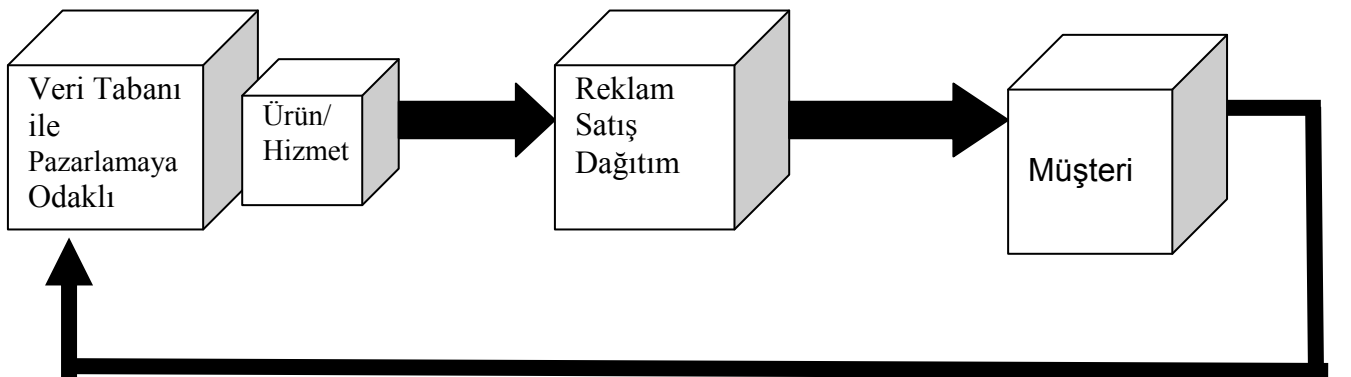 Veri Tabanı
ile
Pazarlamaya
Odaklı
Ürün/
Hizmet
Reklam
Satış
Dağıtım
Müşteri